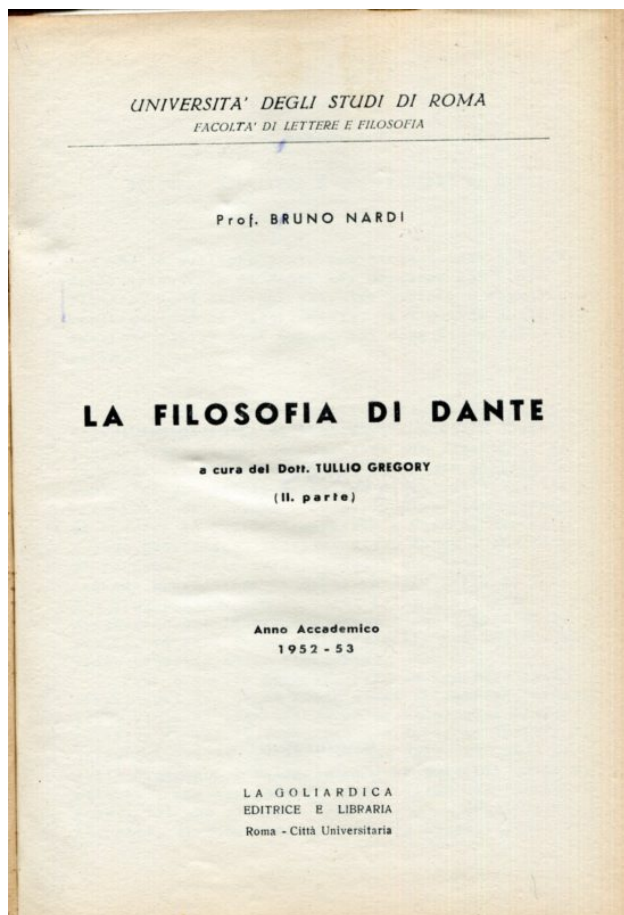 UNIVERSITA' DEGLI STUDI DI ROMA
FACOLTA' DI LETTERE E FILOSOFIA
Prof. BRUNO NARDI
LA FILOSOFIA DI DANTE
a cura del Dott. TULLIO GREGORY
(II. parte)
Anno Accademico
1952 - 53
LA GOLIARDICA
EDITRICE E LIBRARIA
Roma - Città Universitaria